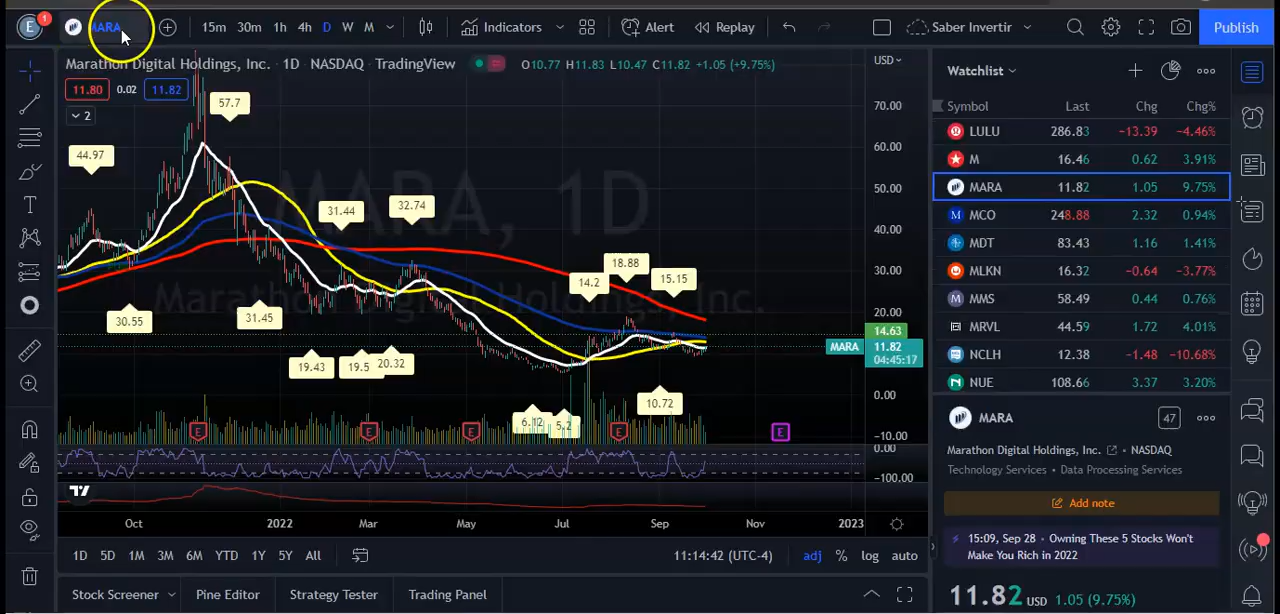 E 1 MARA 15m 30m 1h 4h D W M Indicators Alert Replay Saber Invertir Publish
Marathon Digital Holdings, Inc. · 1D · NASDAQ · TradingView O10.77 H11.83 L10.47 C11.82 +1.05 (+9.75%) USD
11.80 0.02 11.82
2
MARA, 1D
Marathon Digital Holdings, Inc.
57.7
44.97
32.74
31.44
18.88
14.2
15.15
30.55
31.45
19.43
19.5
20.32
6.12
5.2
10.72
E E E E E
70.00
60.00
50.00
40.00
30.00
20.00
14.63
MARA 11.82
04:45:17
0.00
-10.00
0.00
-100.00
Oct 2022 Mar May Jul Sep Nov 2023
1D 5D 1M 3M 6M YTD 1Y 5Y All 11:14:42 (UTC-4) adj % log auto
Stock Screener Pine Editor Strategy Tester Trading Panel
Watchlist
Symbol Last Chg Chg%
LULU 286.83 −13.39 −4.46%
M 16.46 0.62 3.91%
MARA 11.82 1.05 9.75%
MCO 248.88 2.32 0.94%
MDT 83.43 1.16 1.41%
MLKN 16.32 −0.64 −3.77%
MMS 58.49 0.44 0.76%
MRVL 44.59 1.72 4.01%
NCLH 12.38 −1.48 −10.68%
NUE 108.66 3.37 3.20%
MARA 47
Marathon Digital Holdings, Inc. • NASDAQ
Technology Services • Data Processing Services
Add note
15:09, Sep 28 • Owning These 5 Stocks Won't
Make You Rich in 2022
11.82 USD 1.05 (9.75%)